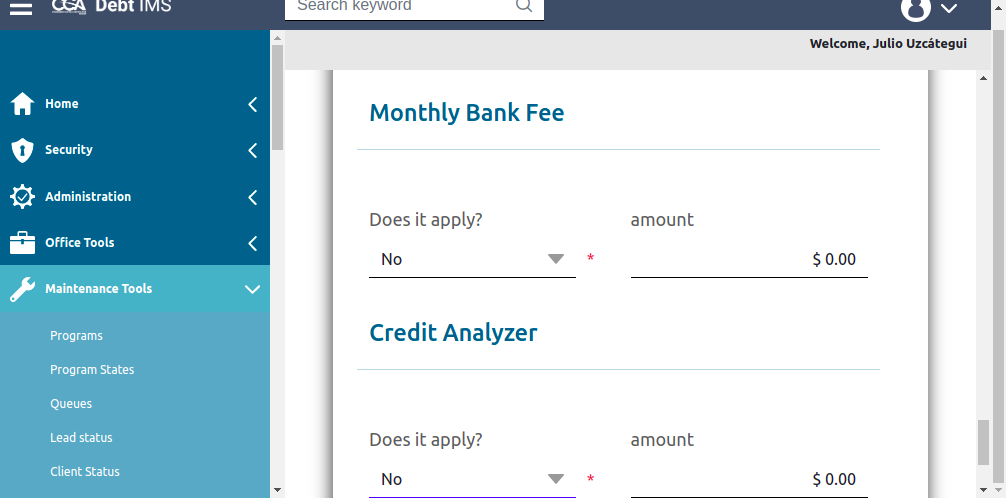 CCA Debt IMS
Search keyword
Welcome, Julio Uzcátegui
Home
Security
Administration
Office Tools
Maintenance Tools
Programs
Program States
Queues
Lead status
Client Status
Monthly Bank Fee
Does it apply? amount
No * $ 0.00
Credit Analyzer
Does it apply? amount
No * $ 0.00